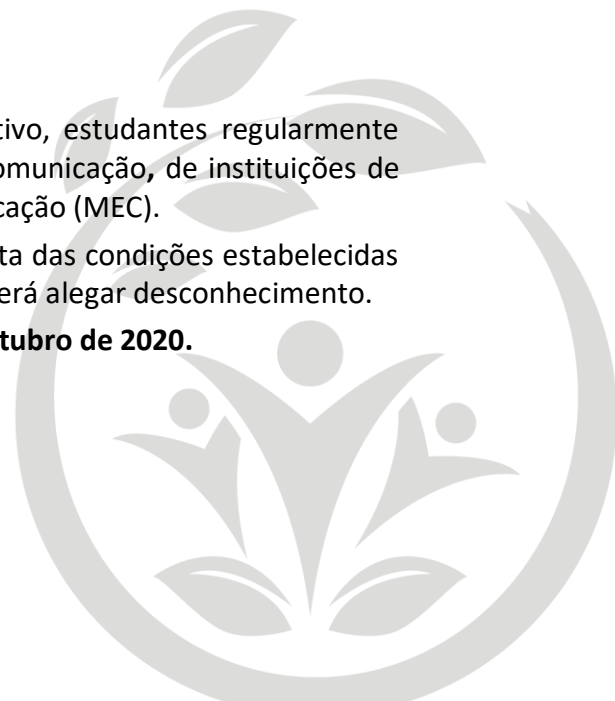 tivo, estudantes regularmente
omunicação, de instituições de
cação (MEC).
ta das condições estabelecidas
erá alegar desconhecimento.
tubro de 2020.